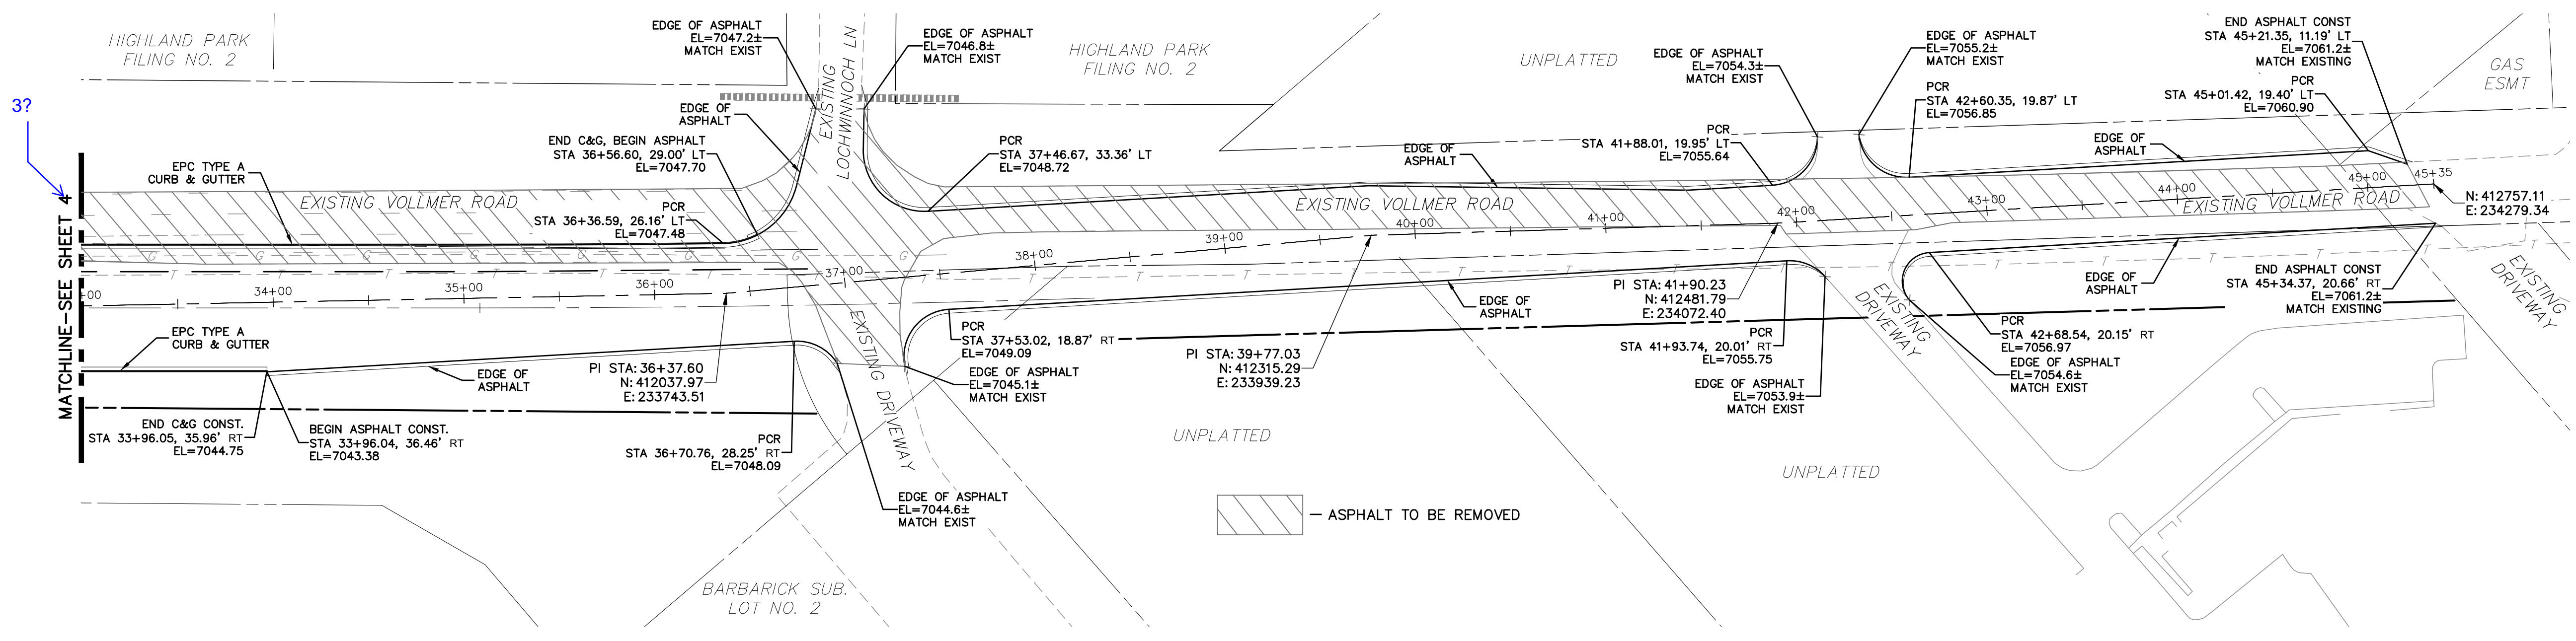 HIGHLAND PARK
FILING NO. 2
EDGE OF ASPHALT
EL=7047.2±
MATCH EXIST
EXISTING
LOCHWINNOCH LN
EDGE OF ASPHALT
EL=7046.8±
MATCH EXIST
HIGHLAND PARK
FILING NO. 2
UNPLATTED
EDGE OF ASPHALT
EL=7054.3±
MATCH EXIST
EDGE OF ASPHALT
EL=7055.2±
MATCH EXIST
END ASPHALT CONST
STA 45+21.35, 11.19' LT
EL=7061.2±
MATCH EXISTING
GAS
ESMT
3?
EDGE OF
ASPHALT
PCR
STA 42+60.35, 19.87' LT
EL=7056.85
PCR
STA 45+01.42, 19.40' LT
EL=7060.90
END C&G, BEGIN ASPHALT
STA 36+56.60, 29.00' LT
EL=7047.70
PCR
STA 37+46.67, 33.36' LT
EL=7048.72
EDGE OF
ASPHALT
PCR
STA 41+88.01, 19.95' LT
EL=7055.64
EDGE OF
ASPHALT
EPC TYPE A
CURB & GUTTER
MATCHLINE-SEE SHEET 4
EXISTING VOLLMER ROAD
PCR
STA 36+36.59, 26.16' LT
EL=7047.48
EXISTING VOLLMER ROAD
EXISTING VOLLMER ROAD
N: 412757.11
E: 234279.34
G G G G G G G
T T T T T T T T T T T T T T
+00
34+00
35+00
36+00
37+00
38+00
39+00
40+00
41+00
42+00
43+00
44+00
45+00
45+35
EPC TYPE A
CURB & GUTTER
EDGE OF
ASPHALT
PI STA: 36+37.60
N: 412037.97
E: 233743.51
EXISTING DRIVEWAY
PCR
STA 37+53.02, 18.87' RT
EL=7049.09
EDGE OF ASPHALT
EL=7045.1±
MATCH EXIST
PI STA: 39+77.03
N: 412315.29
E: 233939.23
EDGE OF
ASPHALT
PI STA: 41+90.23
N: 412481.79
E: 234072.40
PCR
STA 41+93.74, 20.01' RT
EL=7055.75
EDGE OF ASPHALT
EL=7053.9±
MATCH EXIST
EXISTING
DRIVEWAY
PCR
STA 42+68.54, 20.15' RT
EL=7056.97
EDGE OF ASPHALT
EL=7054.6±
MATCH EXIST
EDGE OF
ASPHALT
END ASPHALT CONST
STA 45+34.37, 20.66' RT
EL=7061.2±
MATCH EXISTING
EXISTING
DRIVEWAY
END C&G CONST.
STA 33+96.05, 35.96' RT
EL=7044.75
BEGIN ASPHALT CONST.
STA 33+96.04, 36.46' RT
EL=7043.38
PCR
STA 36+70.76, 28.25' RT
EL=7048.09
EDGE OF ASPHALT
EL=7044.6±
MATCH EXIST
UNPLATTED
UNPLATTED
– ASPHALT TO BE REMOVED
BARBARICK SUB.
LOT NO. 2